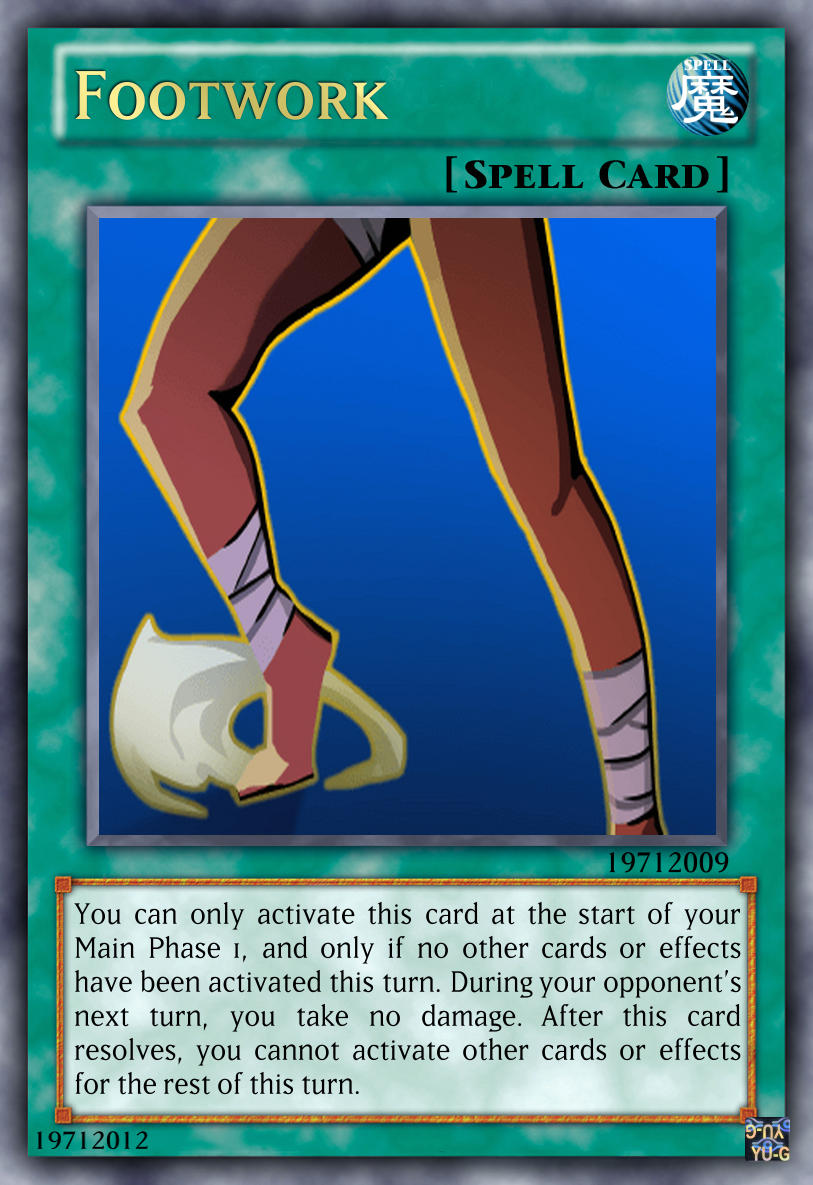 Footwork
SPELL
魔
[Spell Card]
19712009
You can only activate this card at the start of your
Main Phase 1, and only if no other cards or effects
have been activated this turn. During your opponent's
next turn, you take no damage. After this card
resolves, you cannot activate other cards or effects
for the rest of this turn.
19712012
YU-G
YU-G